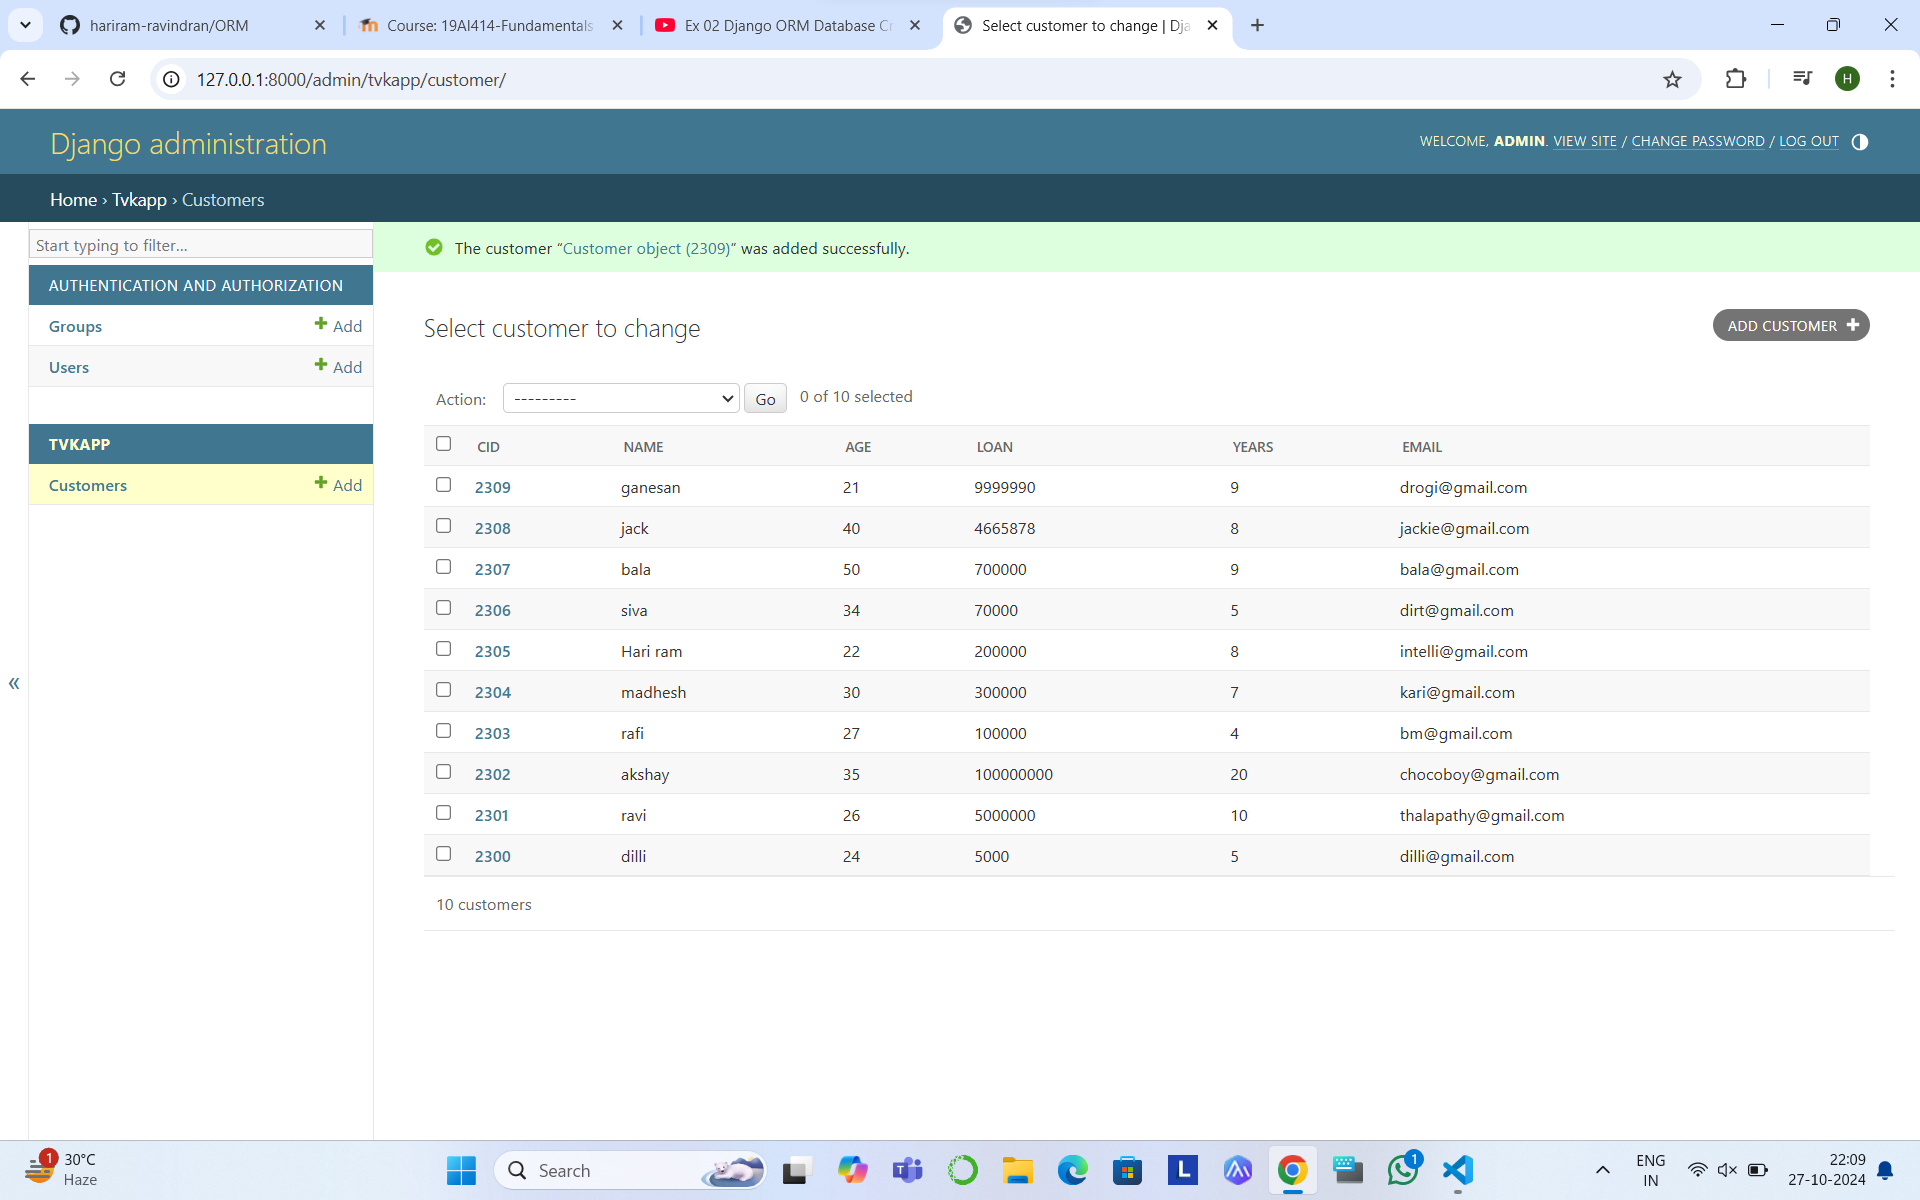 hariram-ravindran/ORM
Course: 19AI414-Fundamentals
Ex 02 Django ORM Database Cr
Select customer to change | Dja
127.0.0.1:8000/admin/tvkapp/customer/
H
Django administration
WELCOME, ADMIN. VIEW SITE / CHANGE PASSWORD / LOG OUT
Home › Tvkapp › Customers
Start typing to filter...
AUTHENTICATION AND AUTHORIZATION
Groups Add
Users Add
TVKAPP
Customers Add
«
The customer “Customer object (2309)” was added successfully.
Select customer to change
ADD CUSTOMER
Action: --------- Go 0 of 10 selected
CID NAME AGE LOAN YEARS EMAIL
2309 ganesan 21 9999990 9 drogi@gmail.com
2308 jack 40 4665878 8 jackie@gmail.com
2307 bala 50 700000 9 bala@gmail.com
2306 siva 34 70000 5 dirt@gmail.com
2305 Hari ram 22 200000 8 intelli@gmail.com
2304 madhesh 30 300000 7 kari@gmail.com
2303 rafi 27 100000 4 bm@gmail.com
2302 akshay 35 100000000 20 chocoboy@gmail.com
2301 ravi 26 5000000 10 thalapathy@gmail.com
2300 dilli 24 5000 5 dilli@gmail.com
10 customers
1
30°C
Haze
Search
L
1
ENG
IN
22:09
27-10-2024